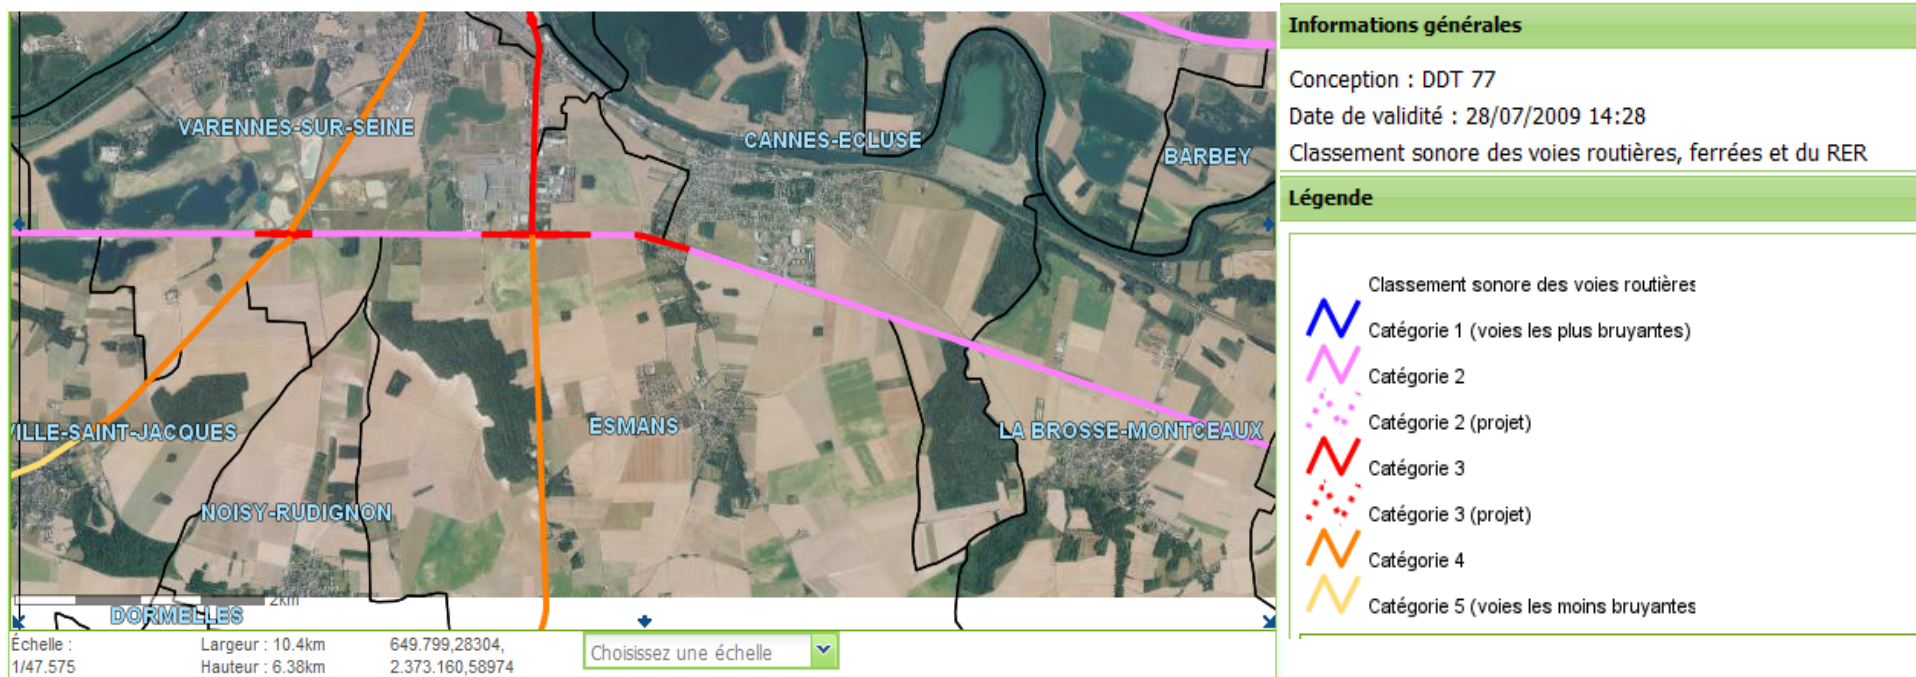 VARENNES-SUR-SEINE
CANNES-ECLUSE
BARBEY
VILLE-SAINT-JACQUES
ESMANS
LA BROSSE-MONTCEAUX
NOISY-RUDIGNON
DORMELLES
2km
Échelle :
1/47.575
Largeur : 10.4km
Hauteur : 6.38km
649.799,28304,
2.373.160,58974
Choisissez une échelle
Informations générales
Conception : DDT 77
Date de validité : 28/07/2009 14:28
Classement sonore des voies routières, ferrées et du RER
Légende
Classement sonore des voies routières
Catégorie 1 (voies les plus bruyantes)
Catégorie 2
Catégorie 2 (projet)
Catégorie 3
Catégorie 3 (projet)
Catégorie 4
Catégorie 5 (voies les moins bruyantes